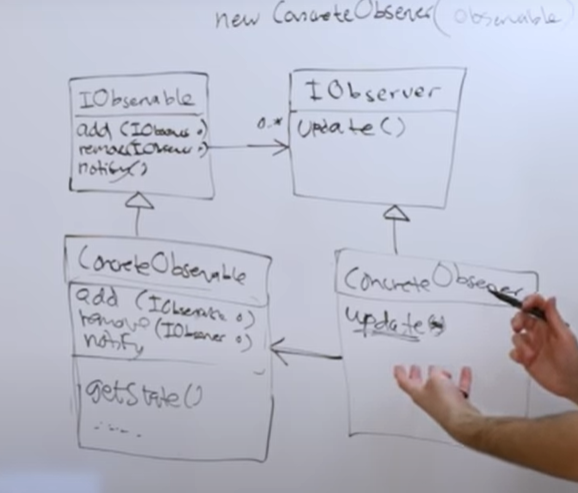 new ConcreteObserver(observable)
IObservable
add (IObserver o)
remove(IObserver o)
notify()
0..*
IObserver
update()
ConcreteObservable
add (IObserver o)
remove (IObserver o)
notify
getState()
.....
ConcreteObserver
update()